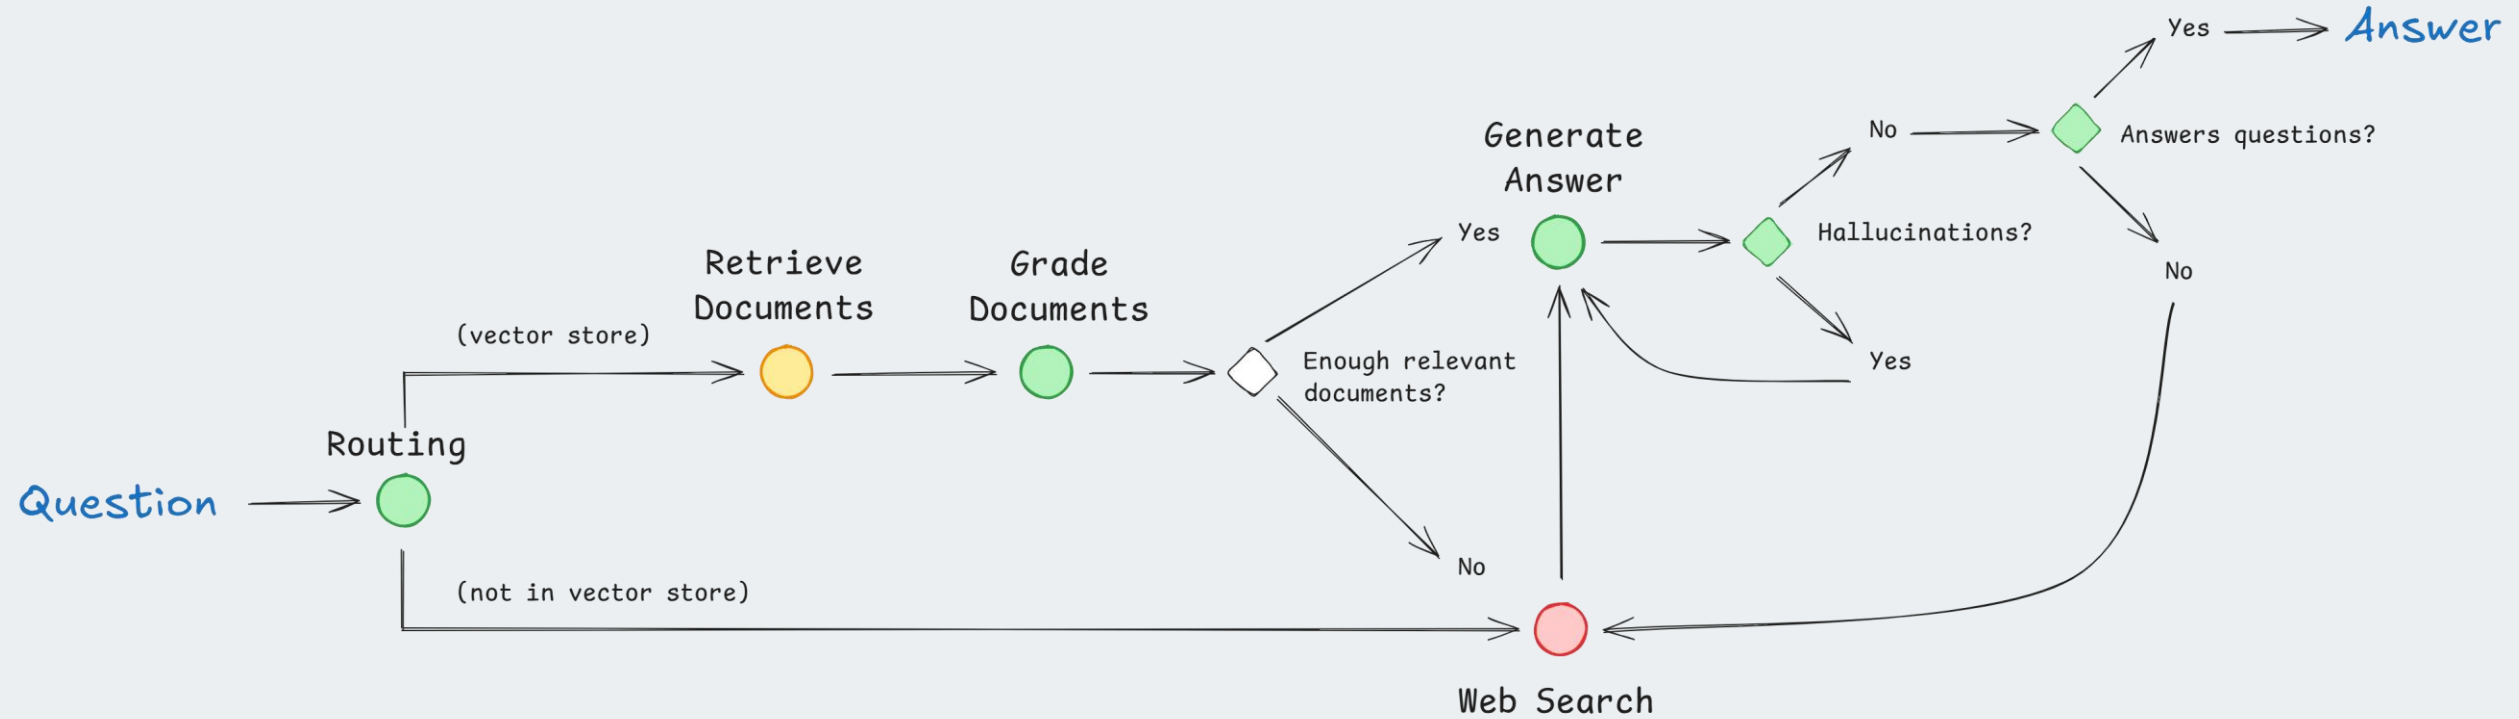 Question
Routing
(vector store)
(not in vector store)
Retrieve
Documents
Grade
Documents
Enough relevant
documents?
Yes
No
Generate
Answer
Web Search
Hallucinations?
No
Yes
Answers questions?
Yes
No
Answer